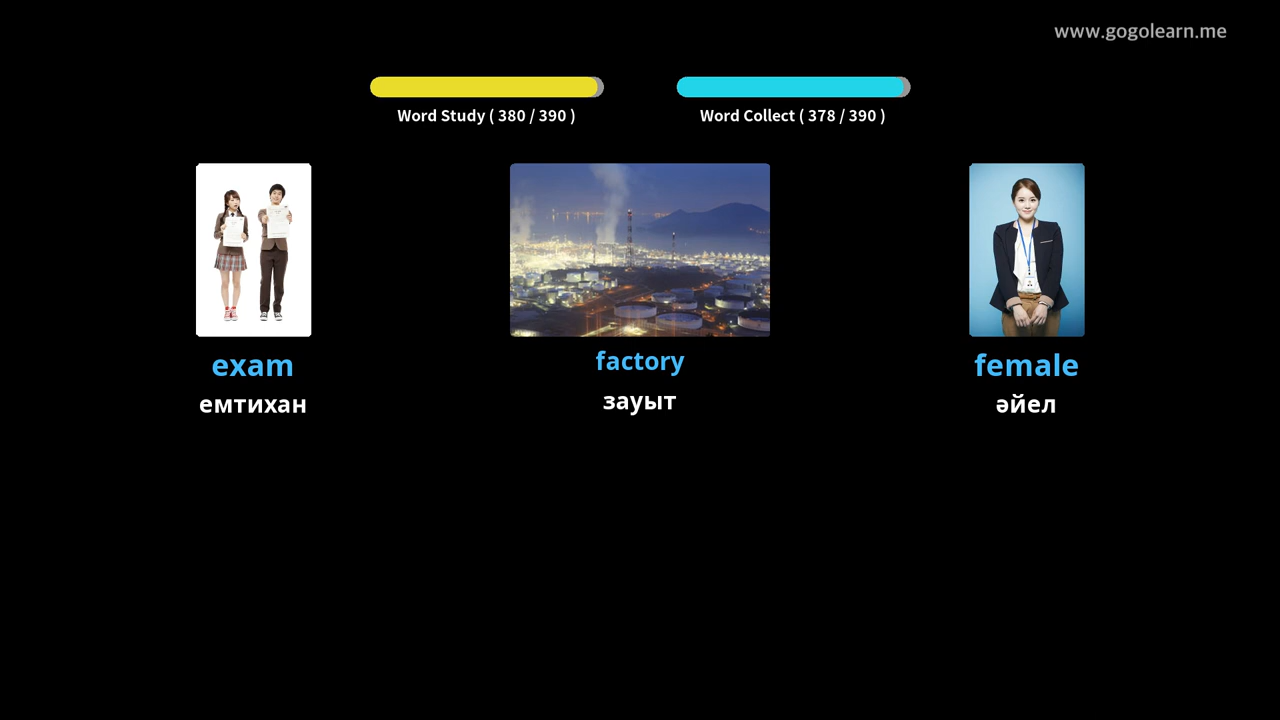 www.gogolearn.me
Word Study ( 380 / 390 )
Word Collect ( 378 / 390 )
exam
емтихан
factory
зауыт
female
әйел